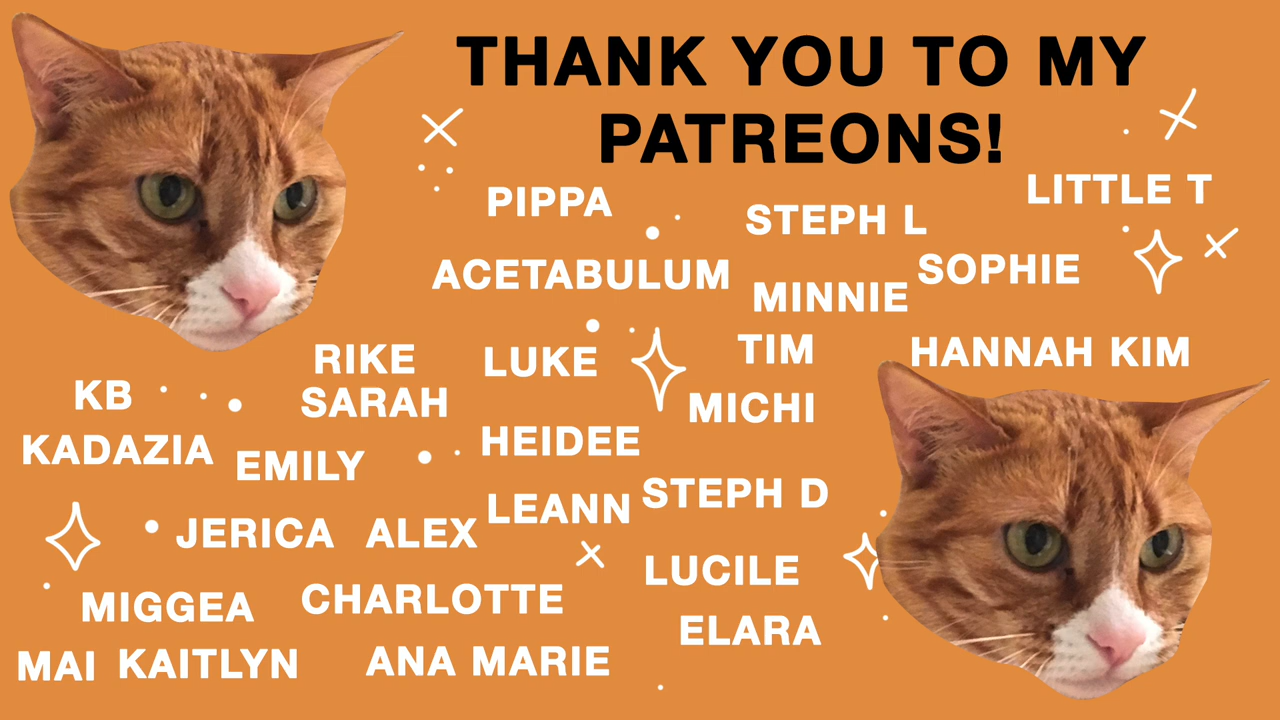 THANK YOU TO MY
PATREONS!
PIPPA
STEPH L
LITTLE T
ACETABULUM
MINNIE
SOPHIE
RIKE
LUKE
TIM
HANNAH KIM
KB
SARAH
MICHI
KADAZIA
EMILY
HEIDEE
JERICA
ALEX
LEANN
STEPH D
MIGGEA
CHARLOTTE
LUCILE
ELARA
MAI
KAITLYN
ANA MARIE